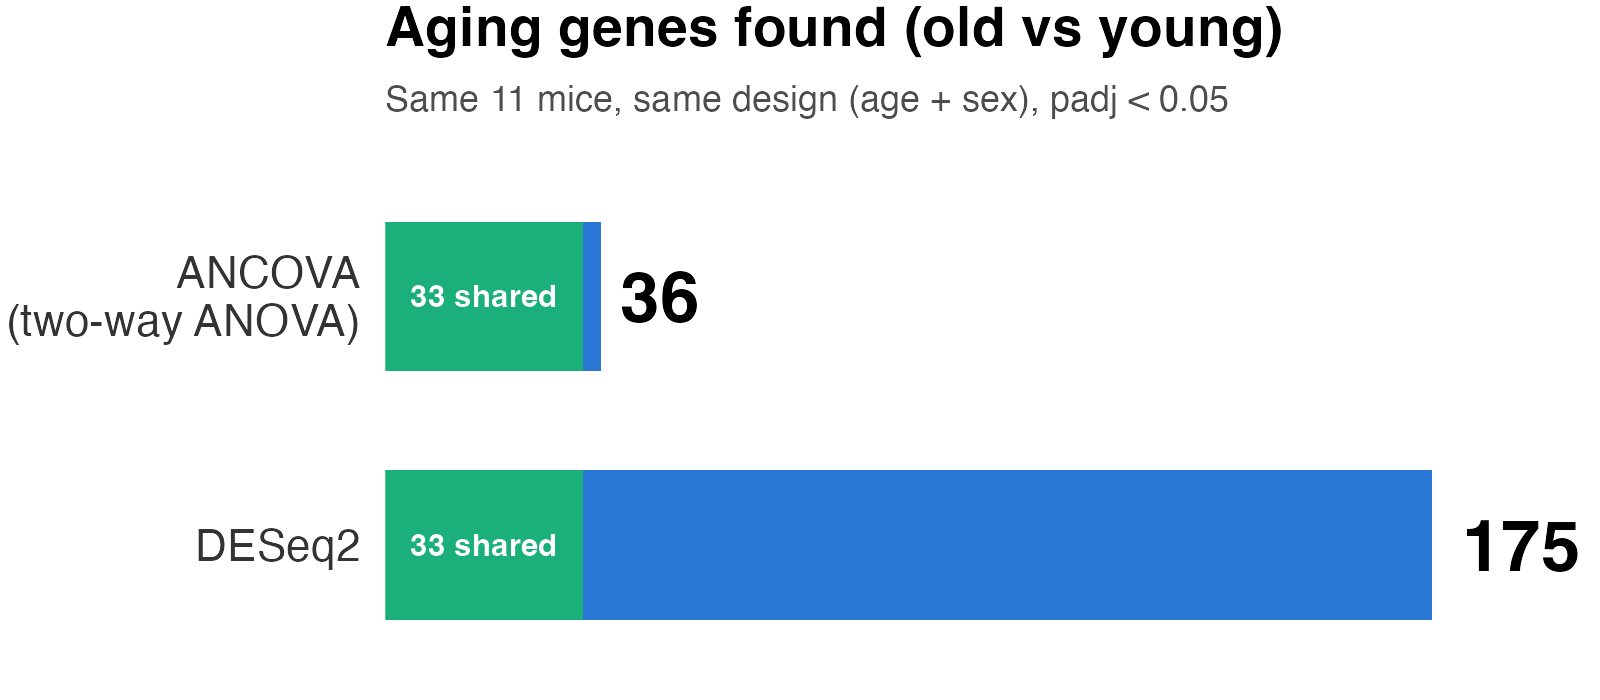 Aging genes found (old vs young)
Same 11 mice, same design (age + sex), padj < 0.05
ANCOVA
(two-way ANOVA)
33 shared
36
DESeq2
33 shared
175